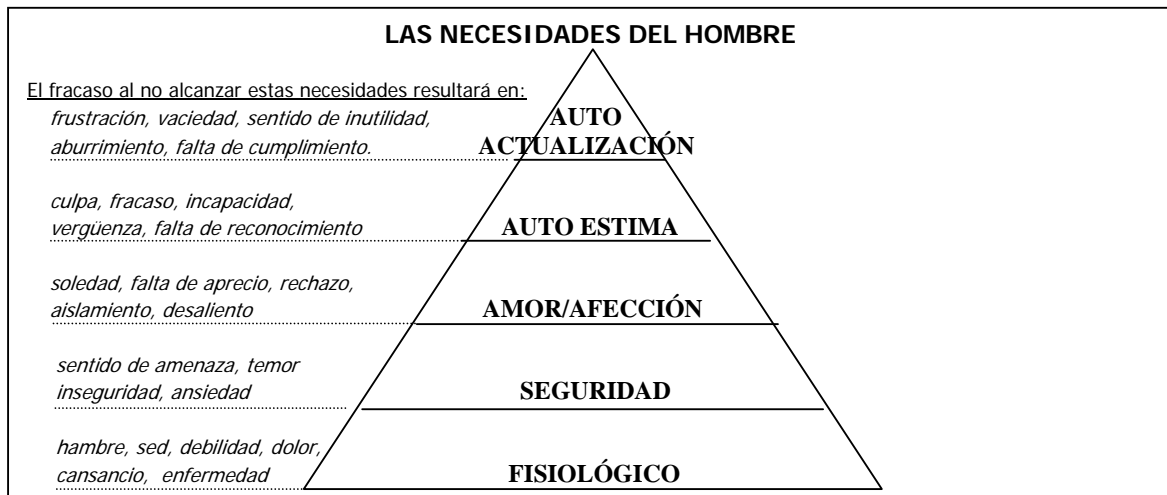 LAS NECESIDADES DEL HOMBRE
El fracaso al no alcanzar estas necesidades resultará en:
frustración, vaciedad, sentido de inutilidad,
aburrimiento, falta de cumplimiento.
AUTO
ACTUALIZACIÓN
culpa, fracaso, incapacidad,
vergüenza, falta de reconocimiento
AUTO ESTIMA
soledad, falta de aprecio, rechazo,
aislamiento, desaliento
AMOR/AFECCIÓN
sentido de amenaza, temor
inseguridad, ansiedad
SEGURIDAD
hambre, sed, debilidad, dolor,
cansancio, enfermedad
FISIOLÓGICO